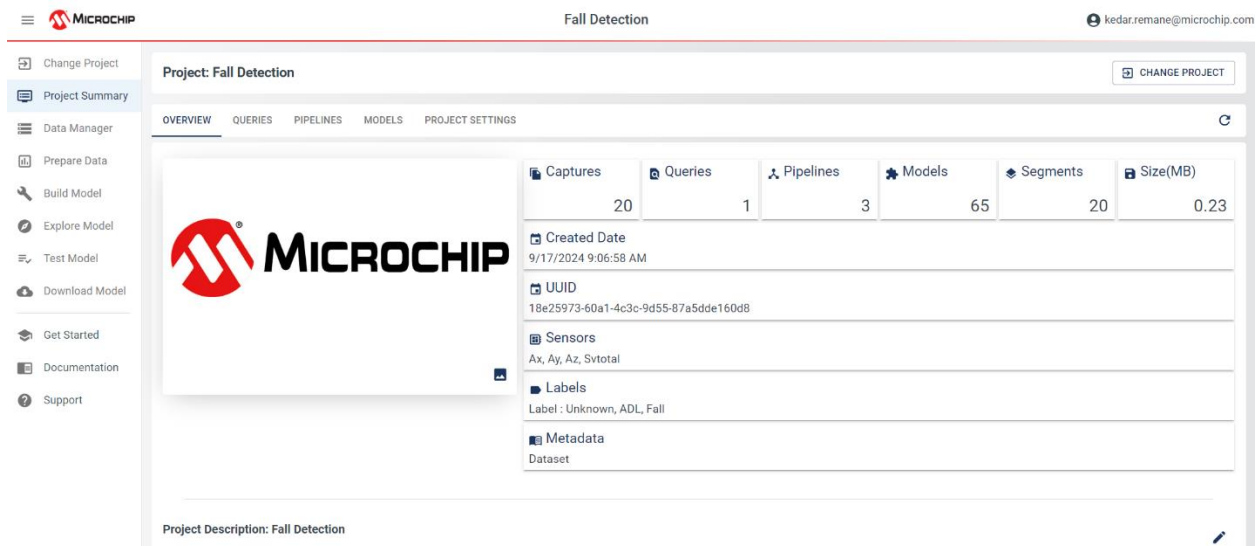 MICROCHIP
Fall Detection
kedar.remane@microchip.com
Change Project
Project Summary
Data Manager
Prepare Data
Build Model
Explore Model
Test Model
Download Model
Get Started
Documentation
Support
Project: Fall Detection
CHANGE PROJECT
OVERVIEW QUERIES PIPELINES MODELS PROJECT SETTINGS
MICROCHIP®
Captures Queries Pipelines Models Segments Size(MB)
20 1 3 65 20 0.23
Created Date
9/17/2024 9:06:58 AM
UUID
18e25973-60a1-4c3c-9d55-87a5dde160d8
Sensors
Ax, Ay, Az, Svtotal
Labels
Label : Unknown, ADL, Fall
Metadata
Dataset
Project Description: Fall Detection